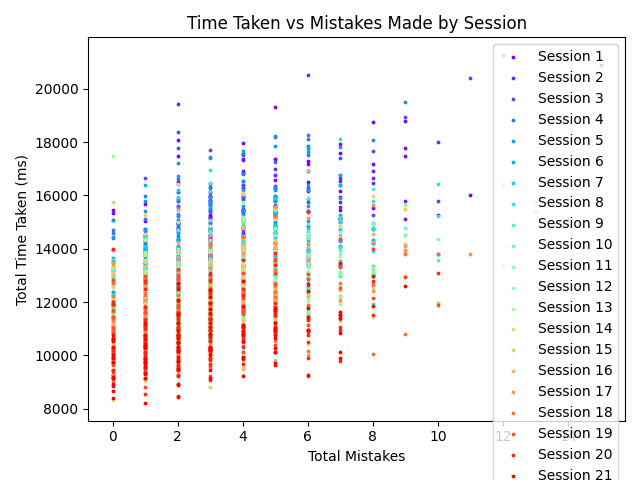 Time Taken vs Mistakes Made by Session
Total Time Taken (ms)
20000
18000
16000
14000
12000
10000
8000
0 2 4 6 8 10 12 14
Total Mistakes
Session 1
Session 2
Session 3
Session 4
Session 5
Session 6
Session 7
Session 8
Session 9
Session 10
Session 11
Session 12
Session 13
Session 14
Session 15
Session 16
Session 17
Session 18
Session 19
Session 20
Session 21